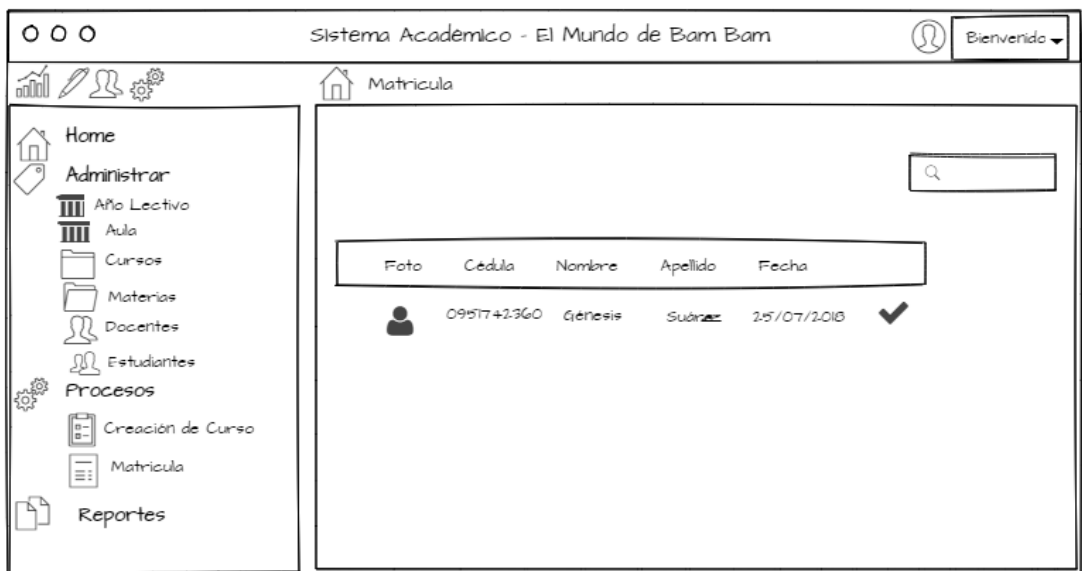 Sistema Académico - El Mundo de Bam Bam
Bienvenido
Matricula
Home
Administrar
Año Lectivo
Aula
Cursos
Materias
Docentes
Estudiantes
Procesos
Creación de Curso
Matricula
Reportes
Foto Cédula Nombre Apellido Fecha
0951742360 Génesis Suárez 25/07/2018